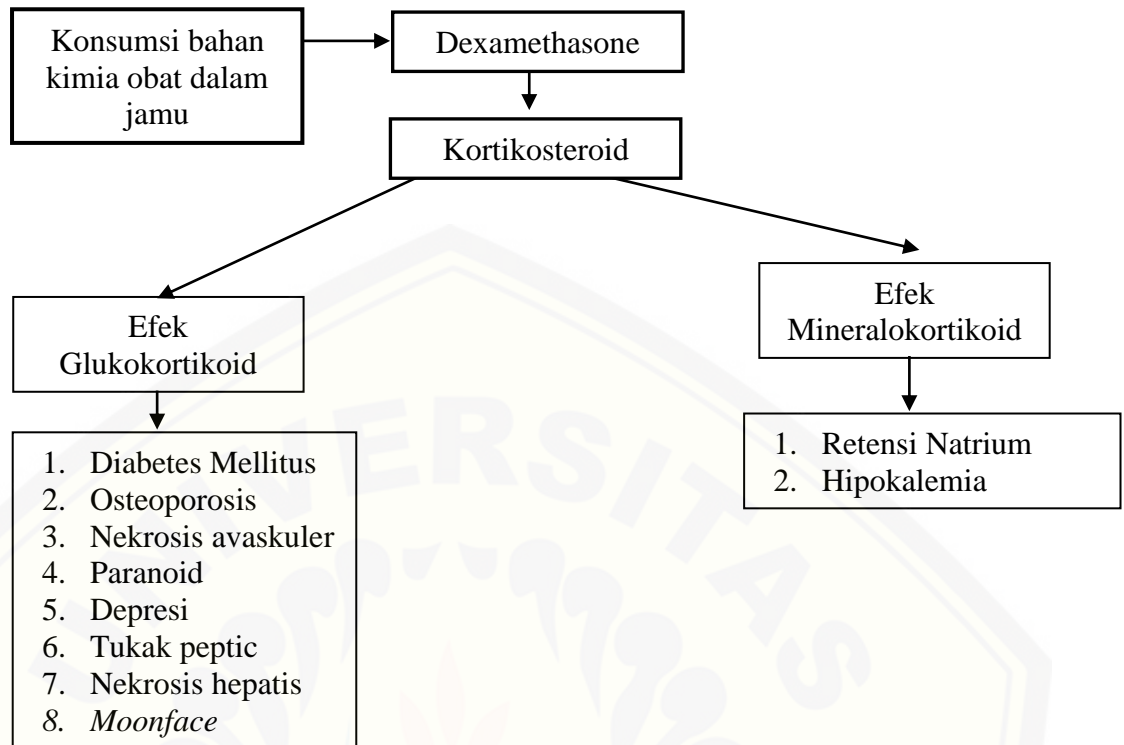 Konsumsi bahan
kimia obat dalam
jamu
Dexamethasone
Kortikosteroid
Efek
Glukokortikoid
Efek
Mineralokortikoid
1. Diabetes Mellitus
2. Osteoporosis
3. Nekrosis avaskuler
4. Paranoid
5. Depresi
6. Tukak peptic
7. Nekrosis hepatis
8. Moonface
1. Retensi Natrium
2. Hipokalemia
UNIVERSITAS